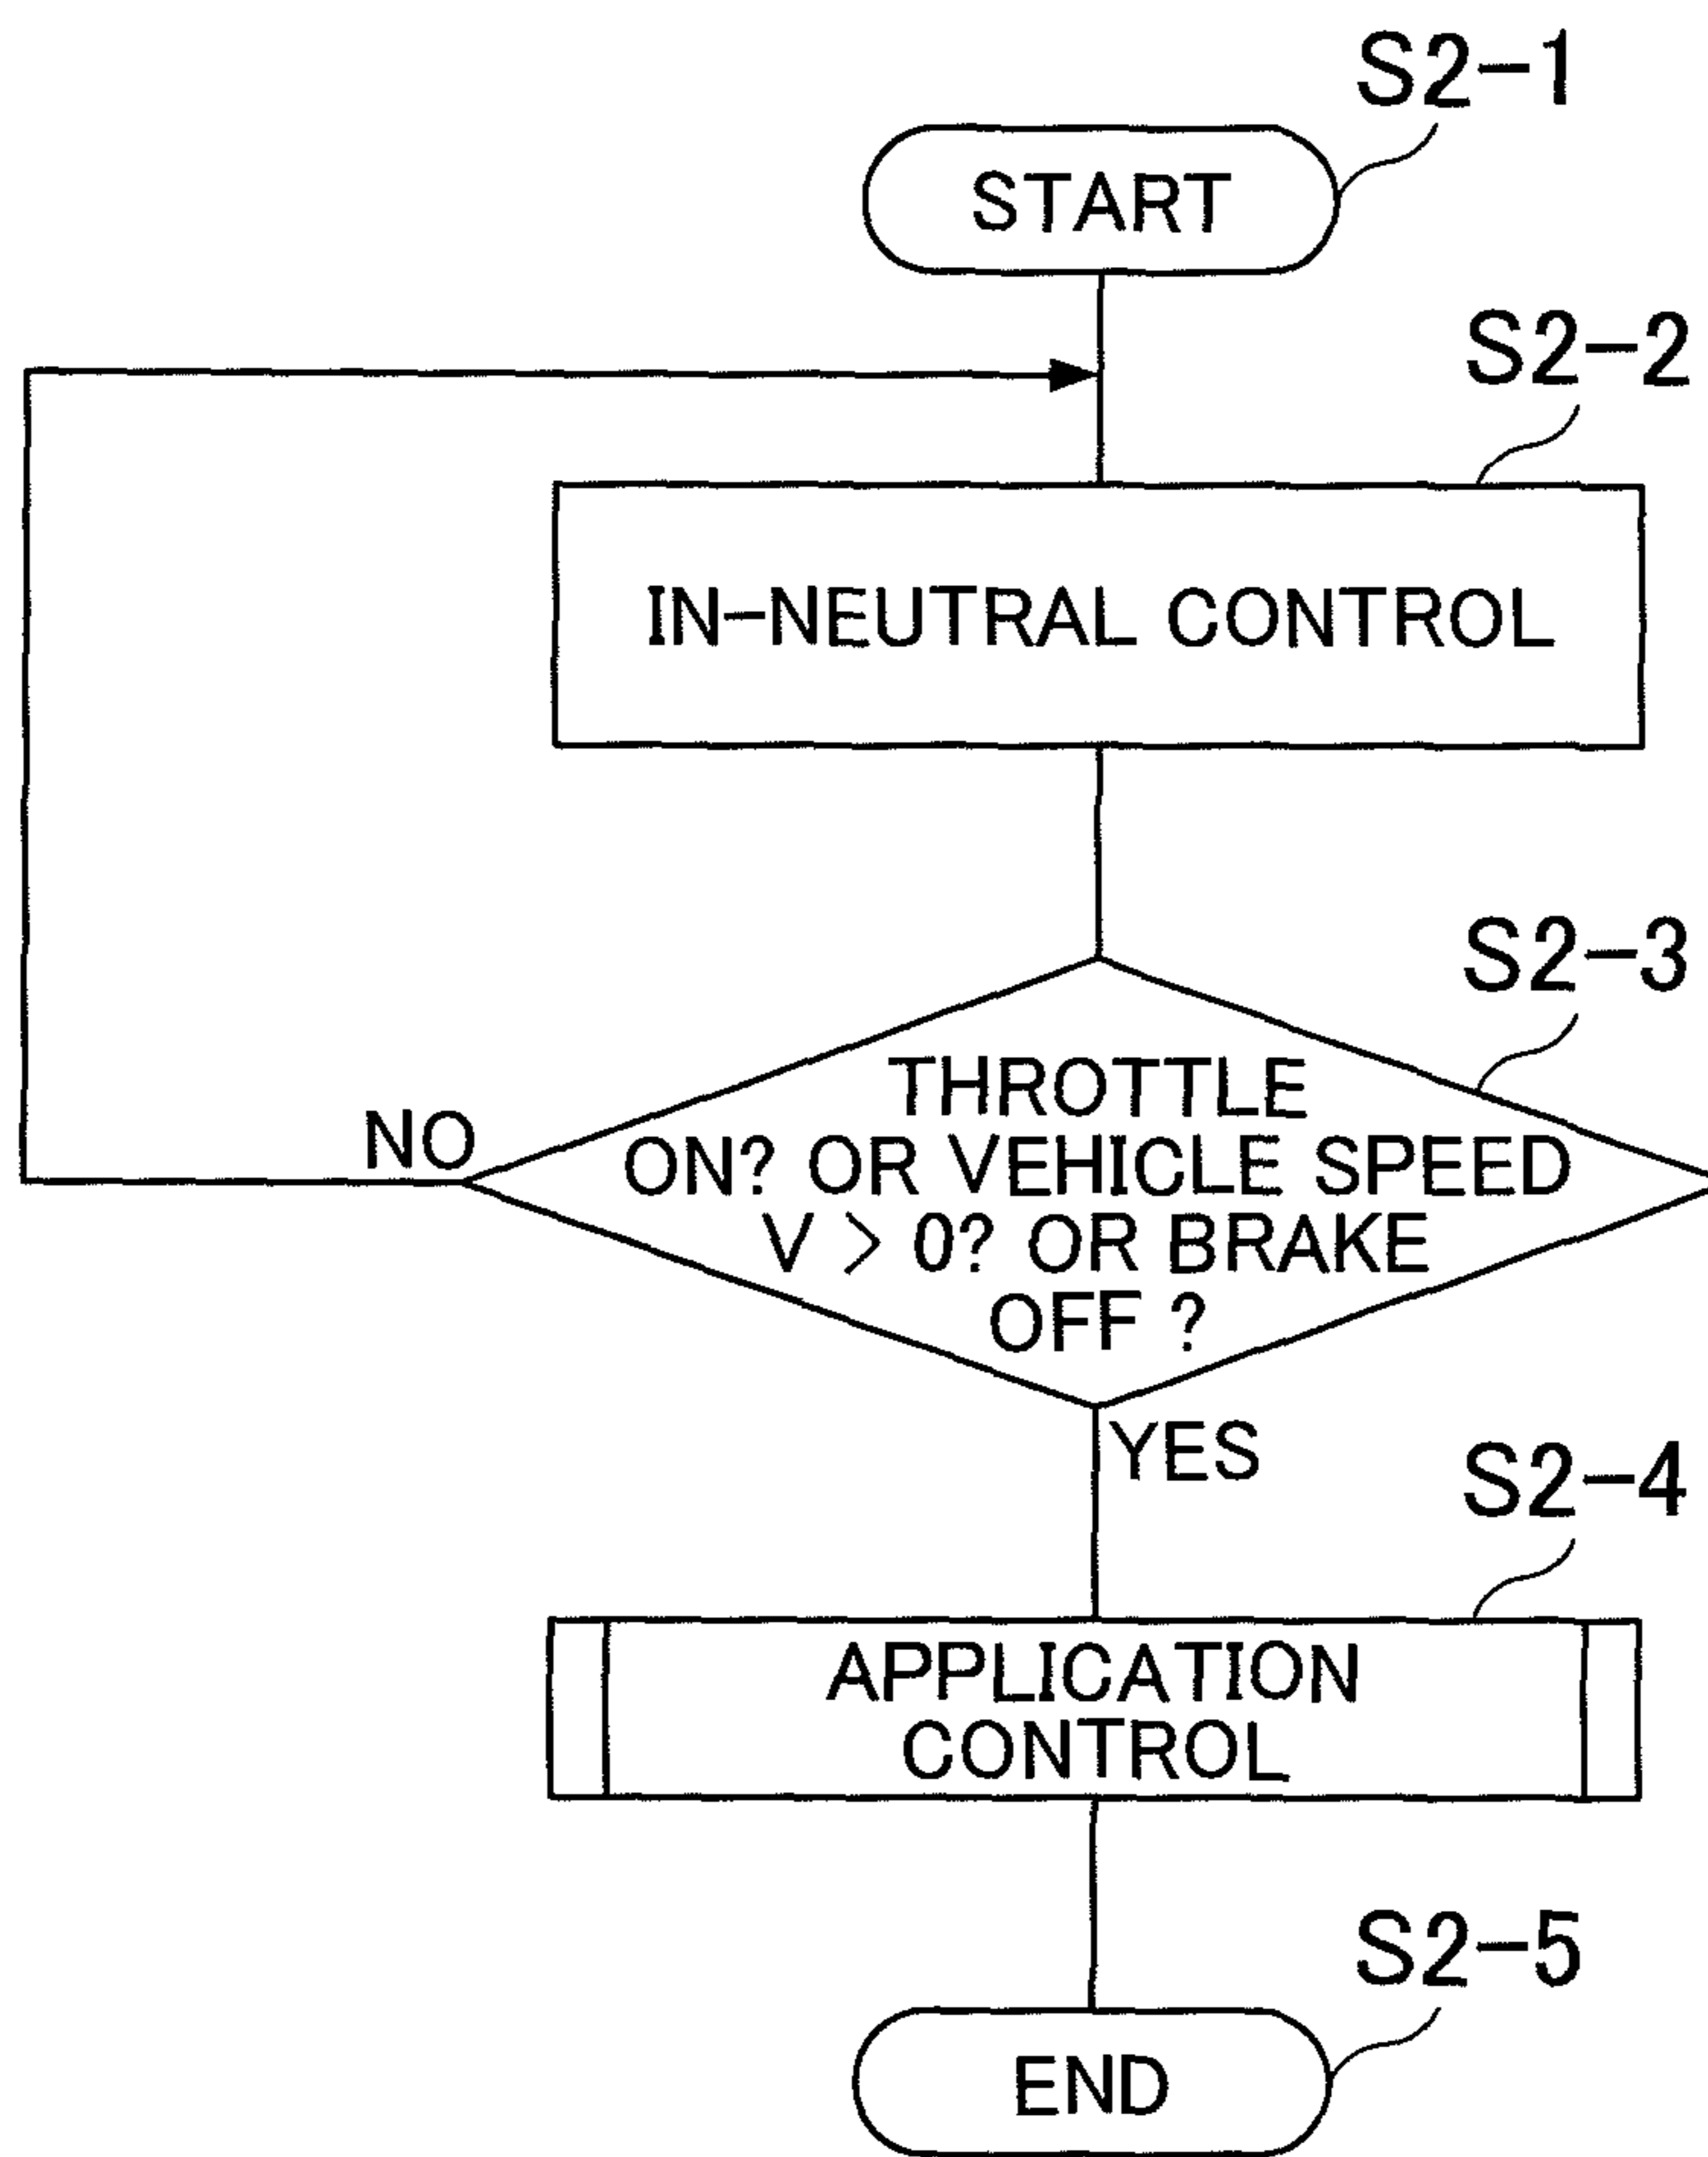 S2-1
START
S2-2
IN-NEUTRAL CONTROL
S2-3
THROTTLE
ON? OR VEHICLE SPEED
V > 0? OR BRAKE
OFF ?
NO
YES
S2-4
APPLICATION
CONTROL
S2-5
END